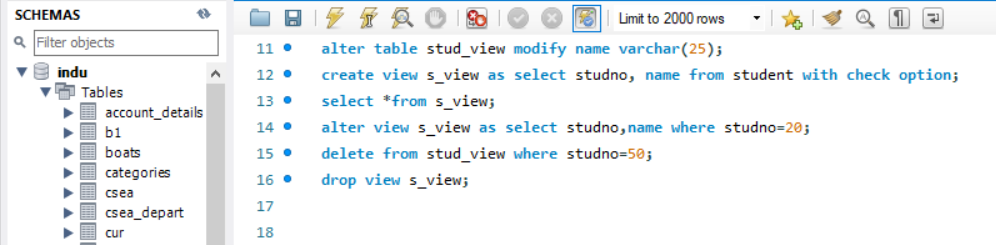 SCHEMAS
Filter objects
indu
Tables
account_details
b1
boats
categories
csea
csea_depart
cur
Limit to 2000 rows
11 alter table stud_view modify name varchar(25);
12 create view s_view as select studno, name from student with check option;
13 select *from s_view;
14 alter view s_view as select studno,name where studno=20;
15 delete from stud_view where studno=50;
16 drop view s_view;
17
18